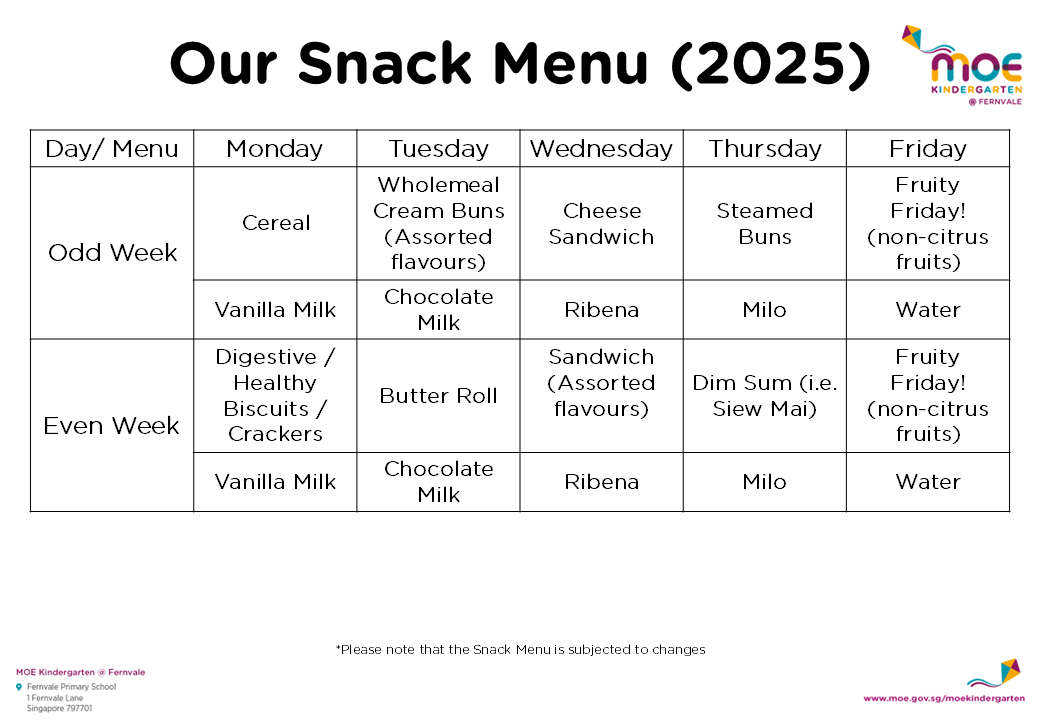 Our Snack Menu (2025)
MOE
KINDERGARTEN
@ FERNVALE
Day/ Menu Monday Tuesday Wednesday Thursday Friday
Odd Week
Cereal
Wholemeal
Cream Buns
(Assorted
flavours)
Cheese
Sandwich
Steamed
Buns
Fruity
Friday!
(non-citrus
fruits)
Vanilla Milk
Chocolate
Milk
Ribena
Milo
Water
Even Week
Digestive /
Healthy
Biscuits /
Crackers
Butter Roll
Sandwich
(Assorted
flavours)
Dim Sum (i.e.
Siew Mai)
Fruity
Friday!
(non-citrus
fruits)
Vanilla Milk
Chocolate
Milk
Ribena
Milo
Water
*Please note that the Snack Menu is subjected to changes
MOE Kindergarten @ Fernvale
Fernvale Primary School
1 Fernvale Lane
Singapore 797701
www.moe.gov.sg/moekindergarten